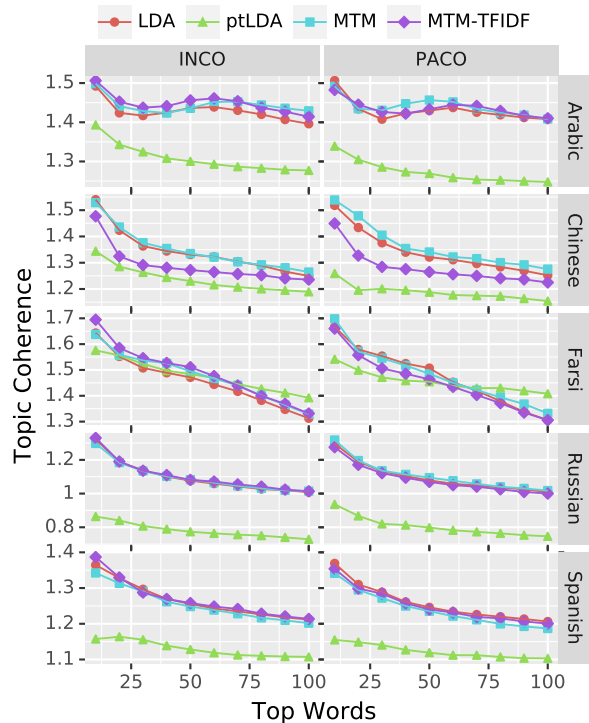 LDA ptLDA MTM MTM-TFIDF
INCO PACO
1.5
1.4
1.3
Arabic
1.5
1.4
1.3
1.2
Chinese
1.7
1.6
1.5
1.4
1.3
Farsi
1.2
1
0.8
Russian
1.4
1.3
1.2
1.1
Spanish
Topic Coherence
25 50 75 100 25 50 75 100
Top Words